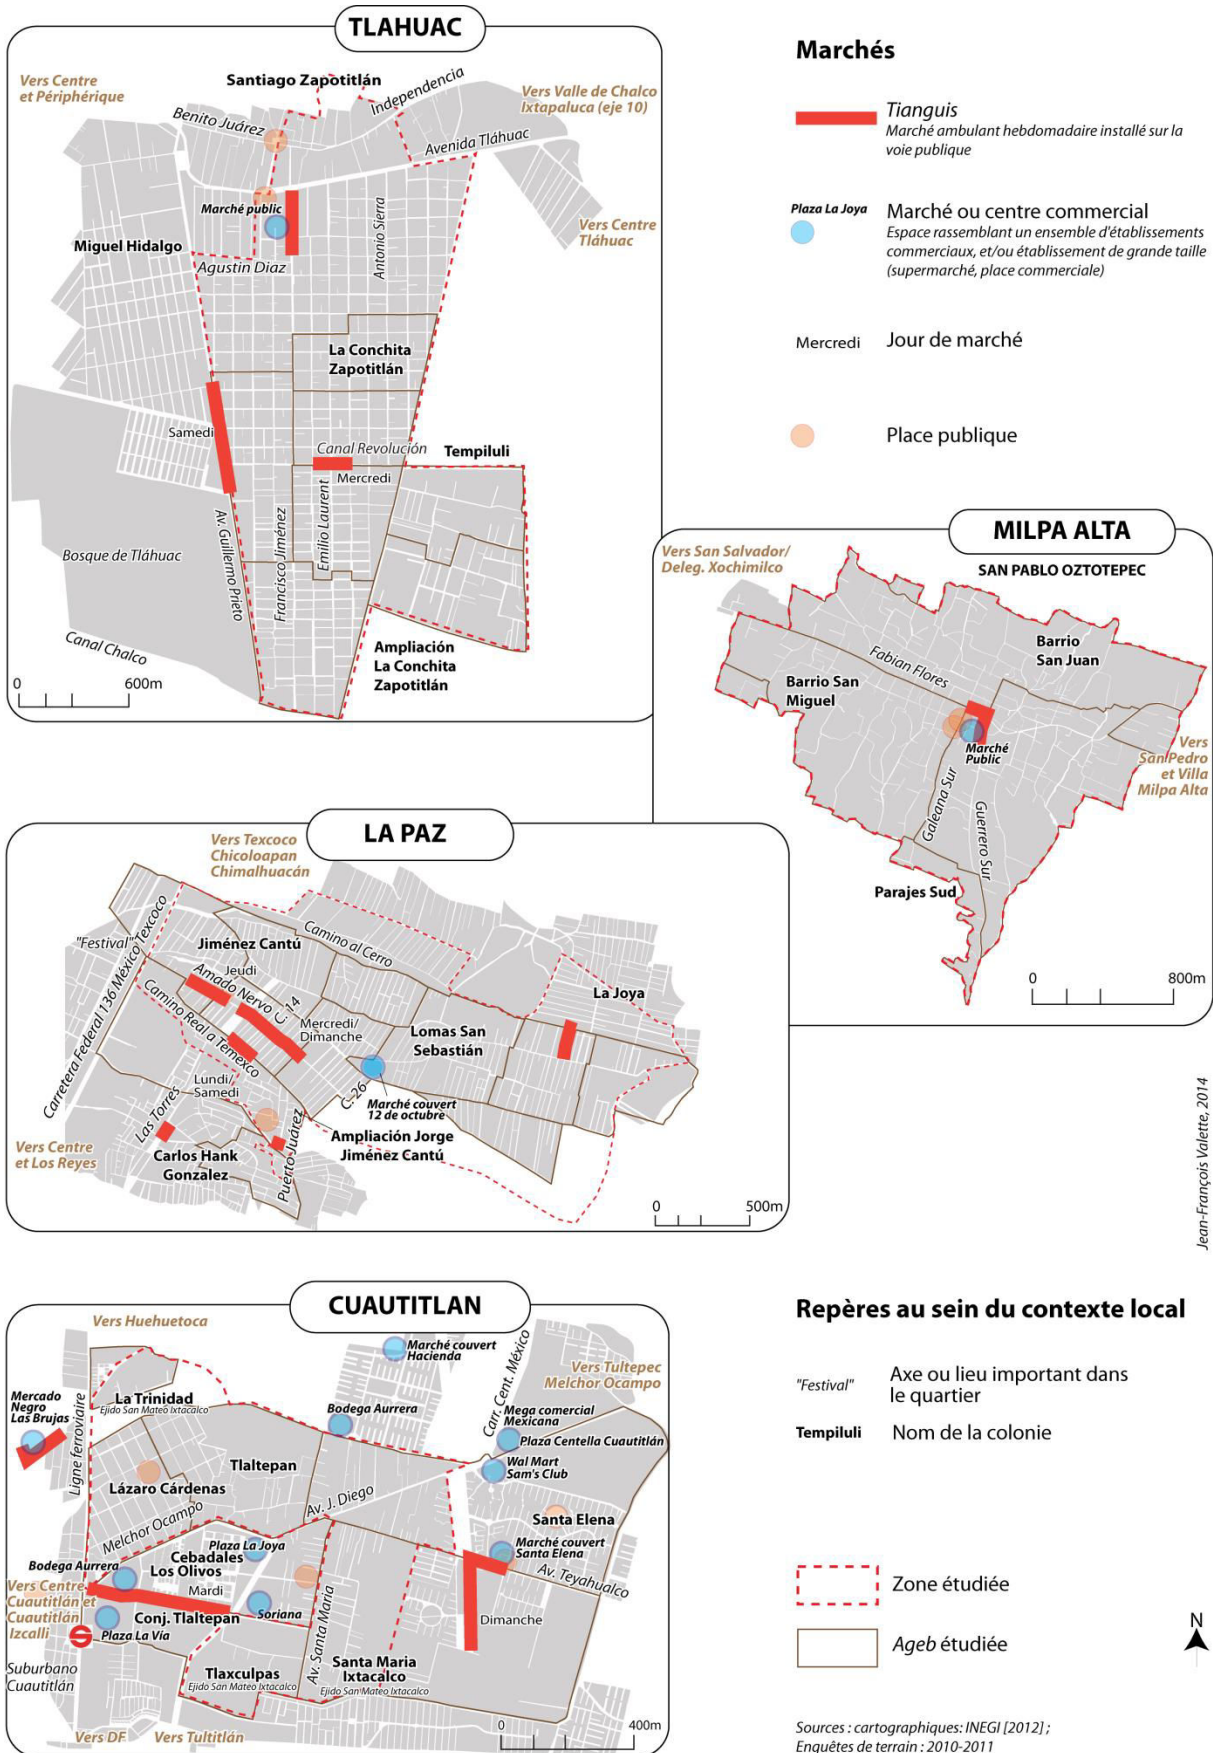 TLAHUAC
Vers Centre
et Périphérique
Santiago Zapotitlán
Independencia
Vers Valle de Chalco
Ixtapaluca (eje 10)
Benito Juárez
Avenida Tláhuac
Marché public
Vers Centre
Tláhuac
Miguel Hidalgo
Agustin Diaz
Antonio Sierra
La Conchita
Zapotitlán
Samedi
Canal Revolución
Tempiluli
Mercredi
Av. Guillermo Prieto
Francisco Jiménez
Emilio Laurent
Bosque de Tláhuac
Canal Chalco
Ampliación
La Conchita
Zapotitlán
0
600m
Marchés
Tianguis
Marché ambulant hebdomadaire installé sur la
voie publique
Plaza La Joya
Marché ou centre commercial
Espace rassemblant un ensemble d'établissements
commerciaux, et/ou établissement de grande taille
(supermarché, place commerciale)
Mercredi
Jour de marché
Place publique
MILPA ALTA
SAN PABLO OZTOTEPEC
Vers San Salvador/
Deleg. Xochimilco
Barrio
San Juan
Fabian Flores
Barrio San
Miguel
Marché
Public
Vers
San Pedro
et Villa
Milpa Alta
Galeana Sur
Guerrero Sur
Parajes Sud
0
800m
LA PAZ
Vers Texcoco
Chicoloapan
Chimalhuacán
"Festival"
Carretera Federal 136 México Texcoco
Jiménez Cantú
Camino al Cerro
Jeudi
Amado Nervo
C. 14
Camino Real a Temexco
Mercredi/
Dimanche
La Joya
Lomas San
Sebastián
Lundi/
Samedi
C. 26
Marché couvert
12 de octubre
Las Torres
Vers Centre
et Los Reyes
Carlos Hank
Gonzalez
Puerto Juárez
Ampliación Jorge
Jiménez Cantú
0
500m
Jean-François Valette, 2014
CUAUTITLAN
Vers Huehuetoca
Marché couvert
Hacienda
Carr. Cent. México
Vers Tultepec
Melchor Ocampo
Mercado
Negro
Las Brujas
La Trinidad
Ejido San Mateo Ixtacalco
Bodega Aurrera
Mega comercial
Mexicana
Plaza Centella Cuautitlán
Ligne ferroviaire
Tlaltepan
Wal Mart
Sam's Club
Lázaro Cárdenas
Av. J. Diego
Melchor Ocampo
Santa Elena
Plaza La Joya
Marché couvert
Santa Elena
Bodega Aurrera
Cebadales
Los Olivos
Av. Teyahualco
Vers Centre
Cuautitlán et
Cuautitlán
Izcalli
Mardi
Conj. Tlaltepan
Soriana
Dimanche
Plaza La Via
Av. Santa Maria
Suburbano
Cuautitlán
Tlaxculpas
Ejido San Mateo Ixtacalco
Santa Maria
Ixtacalco
Ejido San Mateo Ixtacalco
Vers DF
Vers Tultitlán
0
400m
Repères au sein du contexte local
"Festival"
Axe ou lieu important dans
le quartier
Tempiluli
Nom de la colonie
Zone étudiée
Ageb étudiée
N
Sources : cartographiques: INEGI [2012] ;
Enquêtes de terrain : 2010-2011